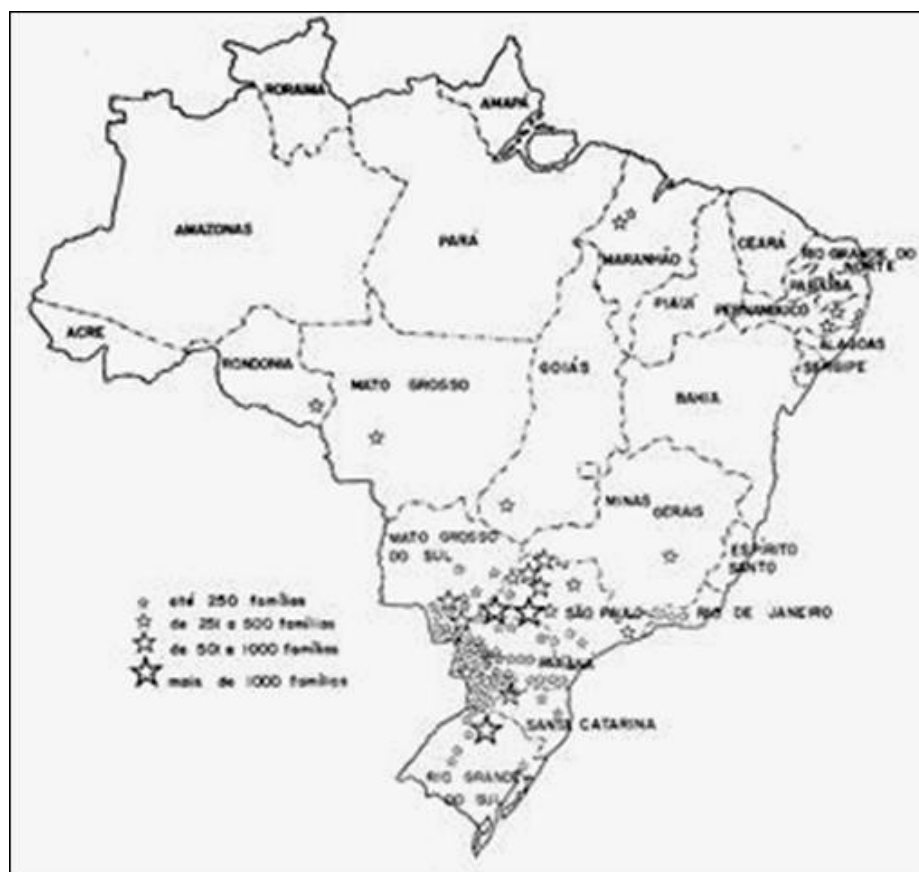 RORAIMA
AMAPÁ
AMAZONAS
PARÁ
MARANHÃO
CEARÁ
RIO GRANDE DO
NORTE
PARAÍBA
PIAUÍ
PERNAMBUCO
ACRE
ALAGOAS
RONDONIA
SERGIPE
MATO GROSSO
GOIÁS
BAHIA
MINAS
GERAIS
MATO GROSSO
DO SUL
ESPÍRITO
SANTO
até 250 famílias
SÃO PAULO
RIO DE JANEIRO
de 251 a 500 famílias
de 501 a 1000 famílias
PARANÁ
mais de 1000 famílias
SANTA CATARINA
RIO GRANDE
DO SUL